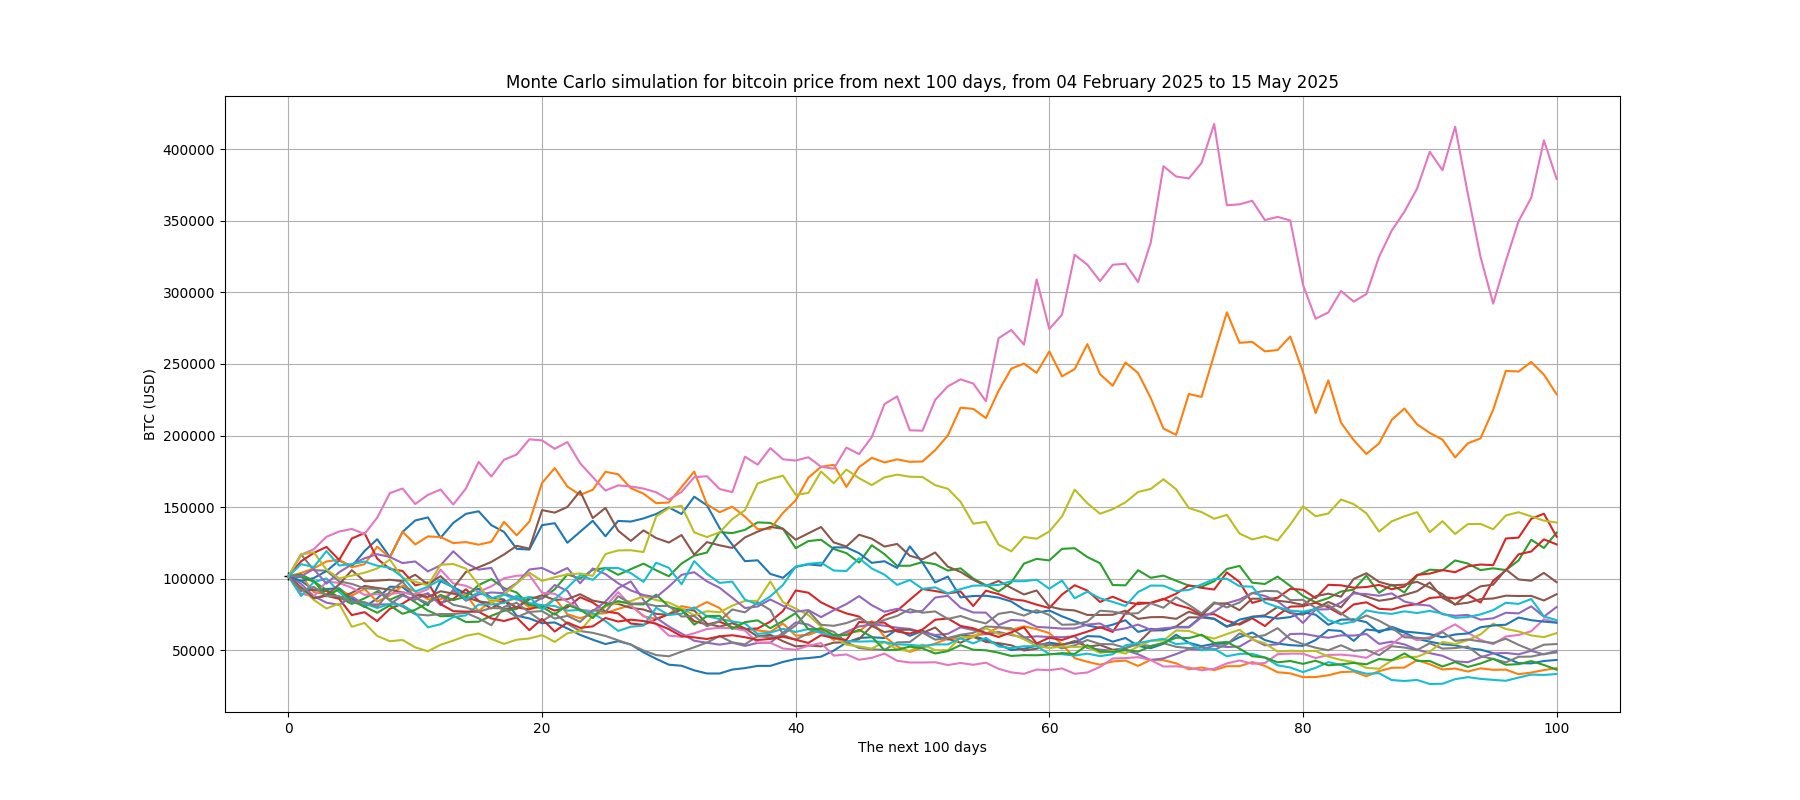 Monte Carlo simulation for bitcoin price from next 100 days, from 04 February 2025 to 15 May 2025
400000
350000
300000
250000
200000
150000
100000
50000
BTC (USD)
0 20 40 60 80 100
The next 100 days